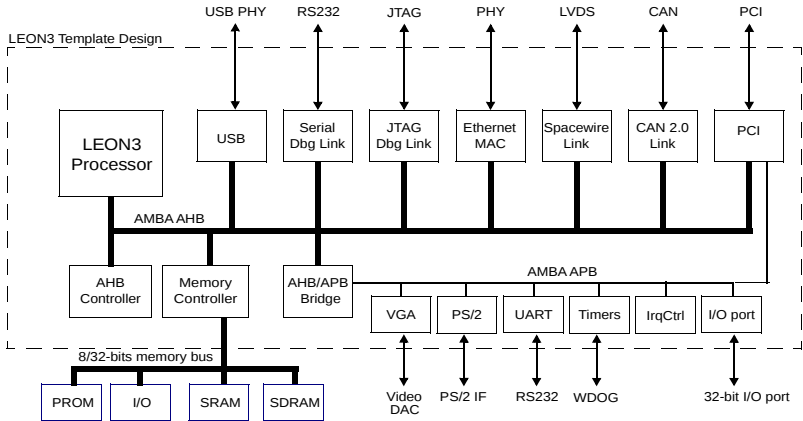 USB PHY RS232 JTAG PHY LVDS CAN PCI
LEON3 Template Design
LEON3
Processor
USB
Serial
Dbg Link
JTAG
Dbg Link
Ethernet
MAC
Spacewire
Link
CAN 2.0
Link
PCI
AMBA AHB
AHB
Controller
Memory
Controller
AHB/APB
Bridge
AMBA APB
VGA
PS/2
UART
Timers
IrqCtrl
I/O port
8/32-bits memory bus
PROM
I/O
SRAM
SDRAM
Video
DAC
PS/2 IF
RS232
WDOG
32-bit I/O port